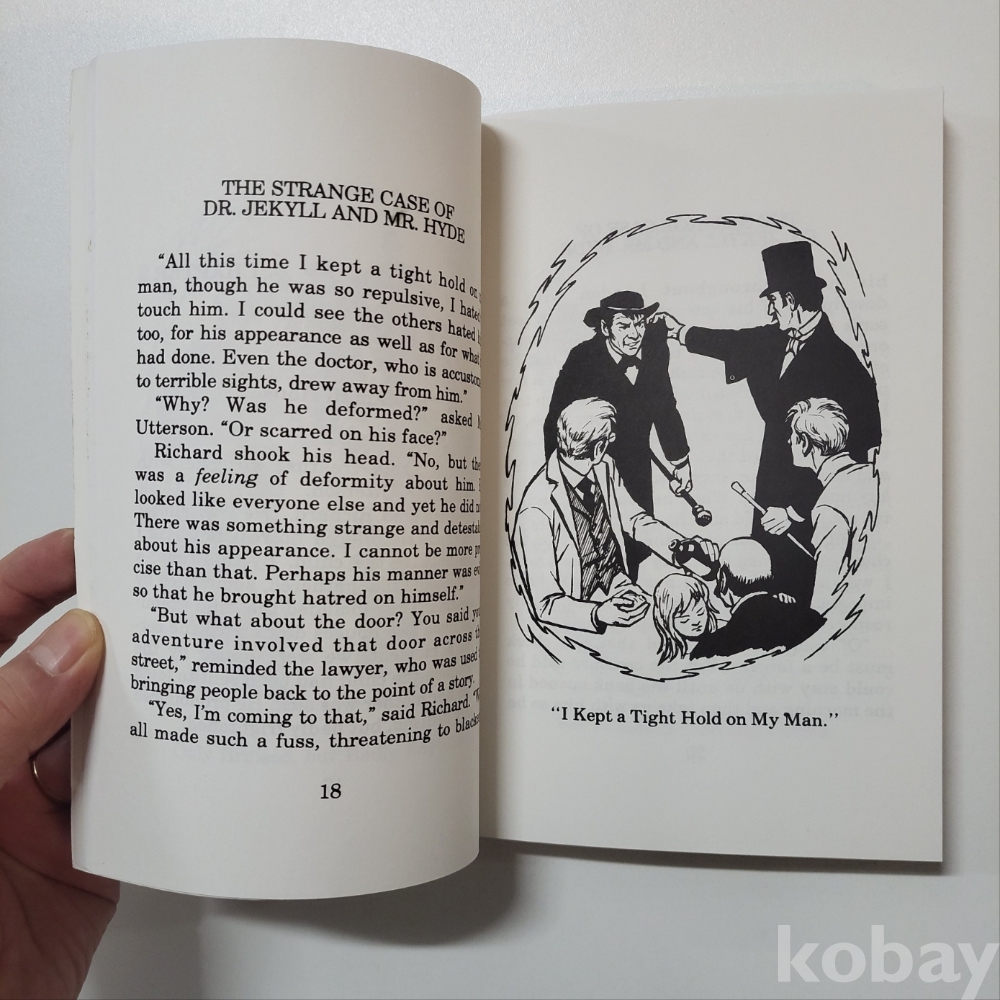 THE STRANGE CASE OF
DR. JEKYLL AND MR. HYDE
“All this time I kept a tight hold on
man, though he was so repulsive, I hated
touch him. I could see the others hated
too, for his appearance as well as for what
had done. Even the doctor, who is
to terrible sights, drew away from him.”
“Why? Was he deformed?” asked
Utterson. “Or scarred on his face?”
Richard shook his head. “No, but
was a feeling of deformity about him.
looked like everyone else and yet he did
There was something strange and
about his appearance. I cannot be more
cise than that. Perhaps his manner was
so that he brought hatred on himself.”
“But what about the door? You said
adventure involved that door across
street,” reminded the lawyer, who was used
bringing people back to the point of a story.
“Yes, I'm coming to that,” said Richard.
all made such a fuss, threatening to
18
“I Kept a Tight Hold on My Man.”
kobay